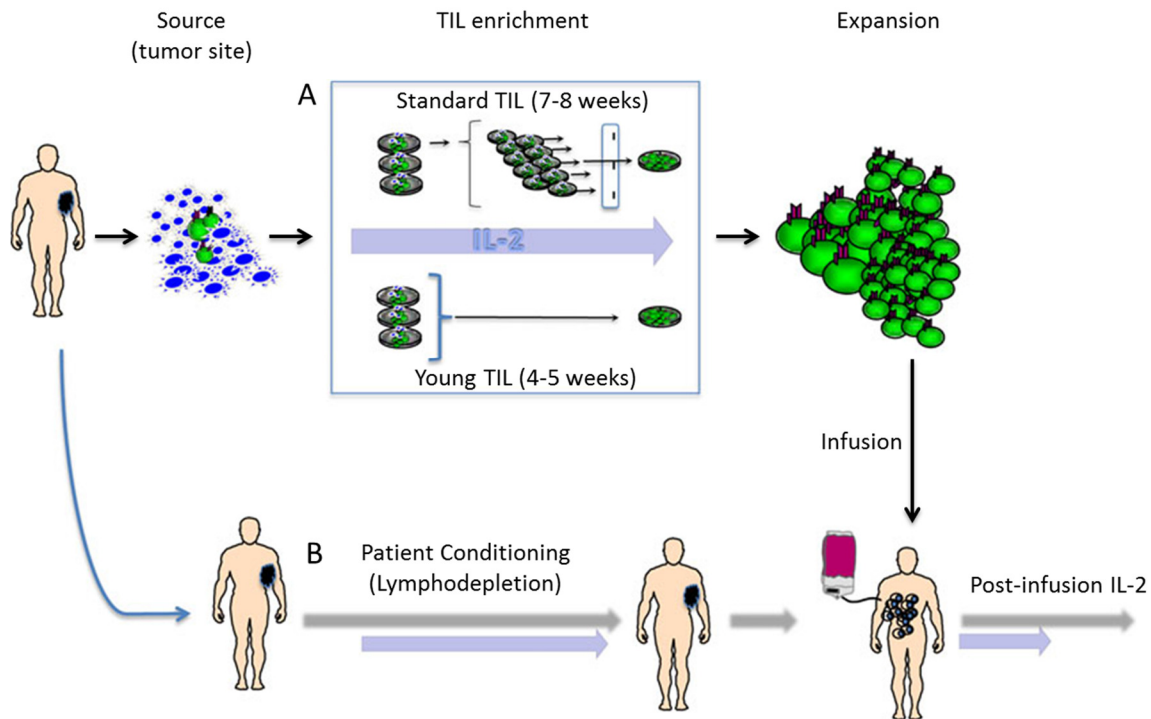 Source
(tumor site)
TIL enrichment
Expansion
A
Standard TIL (7-8 weeks)
IL-2
Young TIL (4-5 weeks)
Infusion
B
Patient Conditioning
(Lymphodepletion)
Post-infusion IL-2